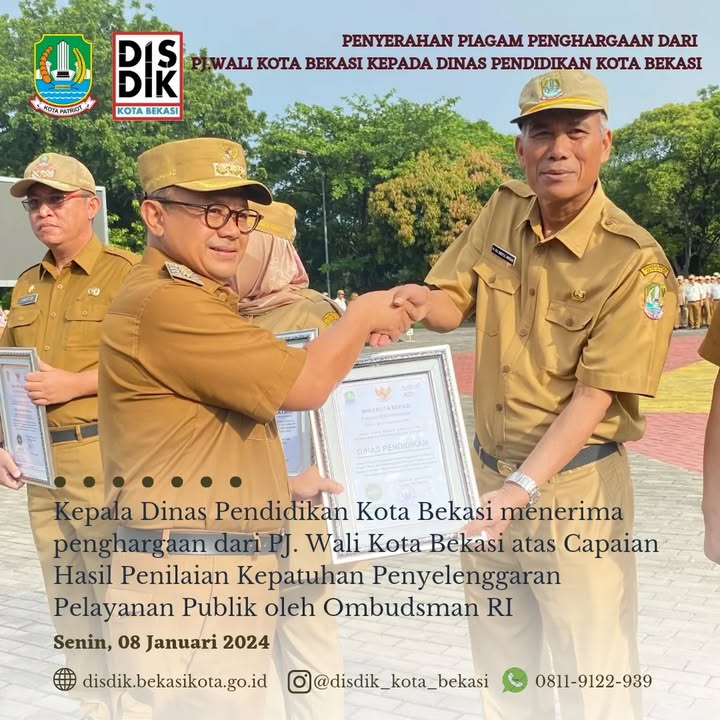 KOTA PATRIOT
DIS
DIK
KOTA BEKASI
PENYERAHAN PIAGAM PENGHARGAAN DARI
PJ.WALI KOTA BEKASI KEPADA DINAS PENDIDIKAN KOTA BEKASI
WALI KOTA BEKASI
DINAS PENDIDIKAN
Kepala Dinas Pendidikan Kota Bekasi menerima
penghargaan dari PJ. Wali Kota Bekasi atas Capaian
Hasil Penilaian Kepatuhan Penyelenggaran
Pelayanan Publik oleh Ombudsman RI
Senin, 08 Januari 2024
disdik.bekasikota.go.id
@disdik_kota_bekasi
0811-9122-939